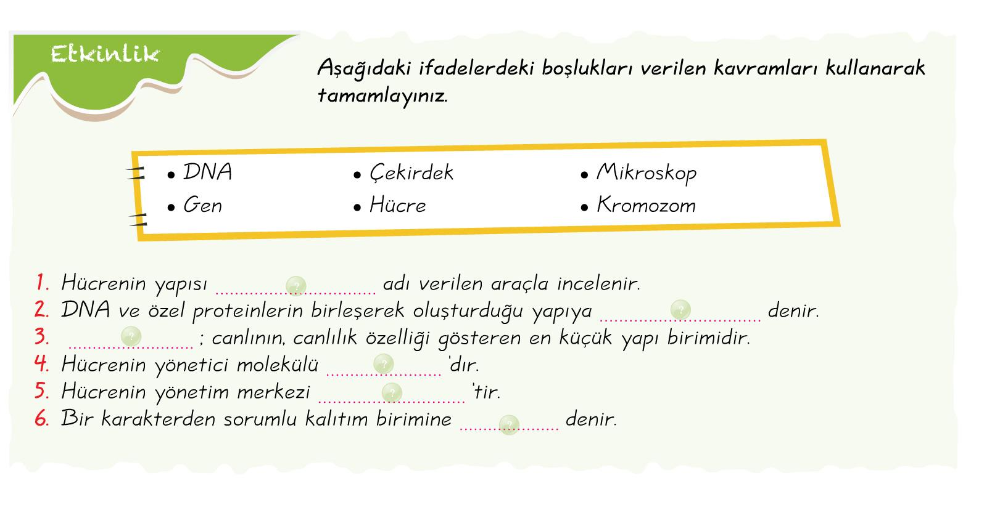 Etkinlik
Aşağıdaki ifadelerdeki boşlukları verilen kavramları kullanarak
tamamlayınız.
• DNA • Çekirdek • Mikroskop
• Gen • Hücre • Kromozom
1. Hücrenin yapısı ? adı verilen araçla incelenir.
2. DNA ve özel proteinlerin birleşerek oluşturduğu yapıya ? denir.
3. ? ; canlının, canlılık özelliği gösteren en küçük yapı birimidir.
4. Hücrenin yönetici molekülü ? 'dır.
5. Hücrenin yönetim merkezi ? 'tir.
6. Bir karakterden sorumlu kalıtım birimine ? denir.